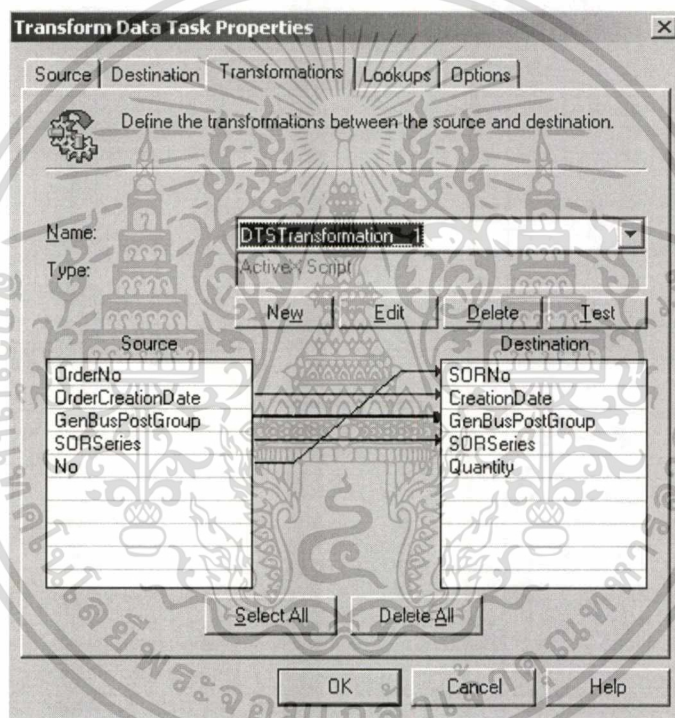 Transform Data Task Properties
Source Destination Transformations Lookups Options
Define the transformations between the source and destination.
Name: DTSTransformation__1
Type: ActiveX Script
New Edit Delete Test
Source Destination
OrderNo SORNo
OrderCreationDate CreationDate
GenBusPostGroup GenBusPostGroup
SORSeries SORSeries
No Quantity
Select All Delete All
OK Cancel Help